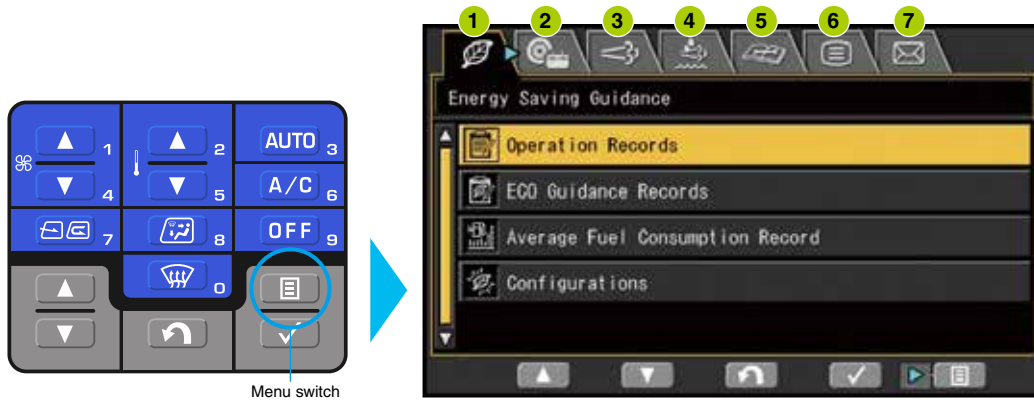 1 2 3 4 5 6 7
Energy Saving Guidance
Operation Records
ECO Guidance Records
Average Fuel Consumption Record
Configurations
1 2 AUTO 3
4 5 A/C 6
7 8 OFF 9
0
Menu switch